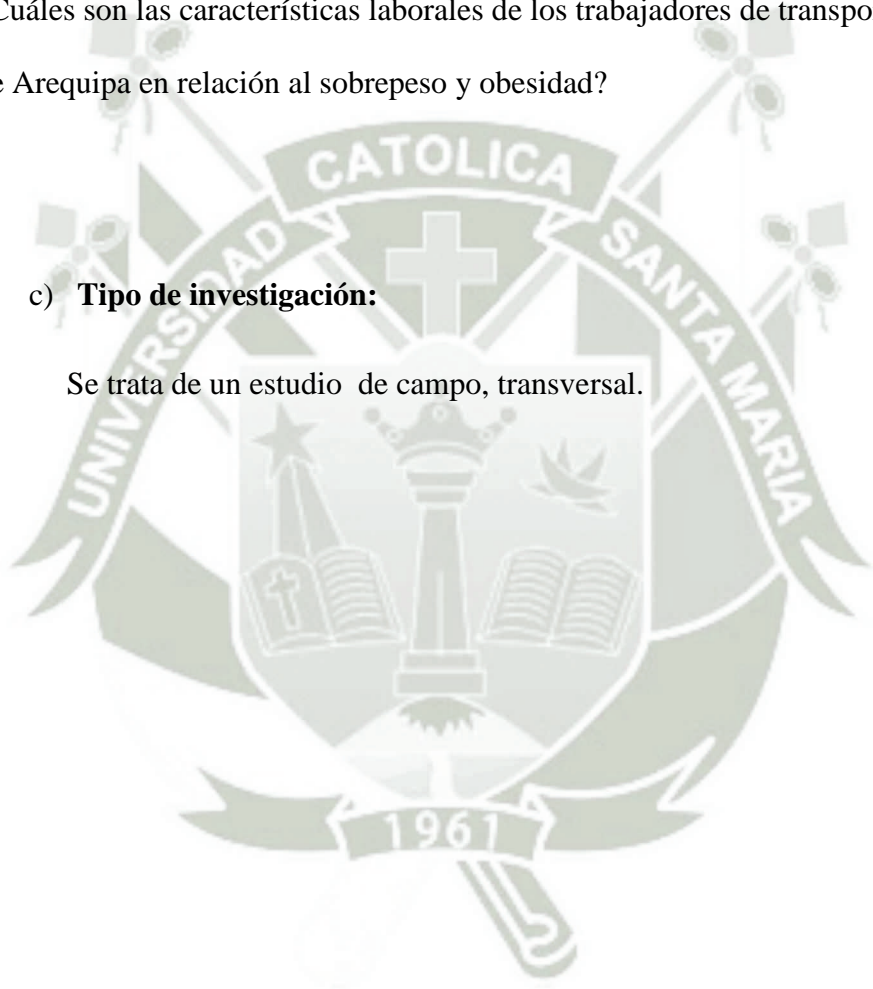 Cuáles son las características laborales de los trabajadores de transpo
e Arequipa en relación al sobrepeso y obesidad?
c) Tipo de investigación:
Se trata de un estudio de campo, transversal.
UNIVERSIDAD CATOLICA SANTA MARIA
1961